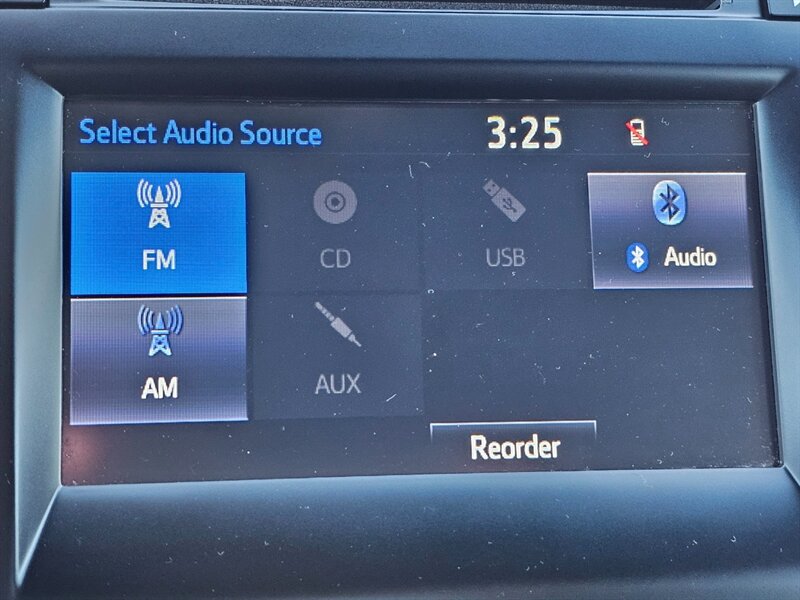 Select Audio Source
3:25
FM
CD
USB
Audio
AM
AUX
Reorder